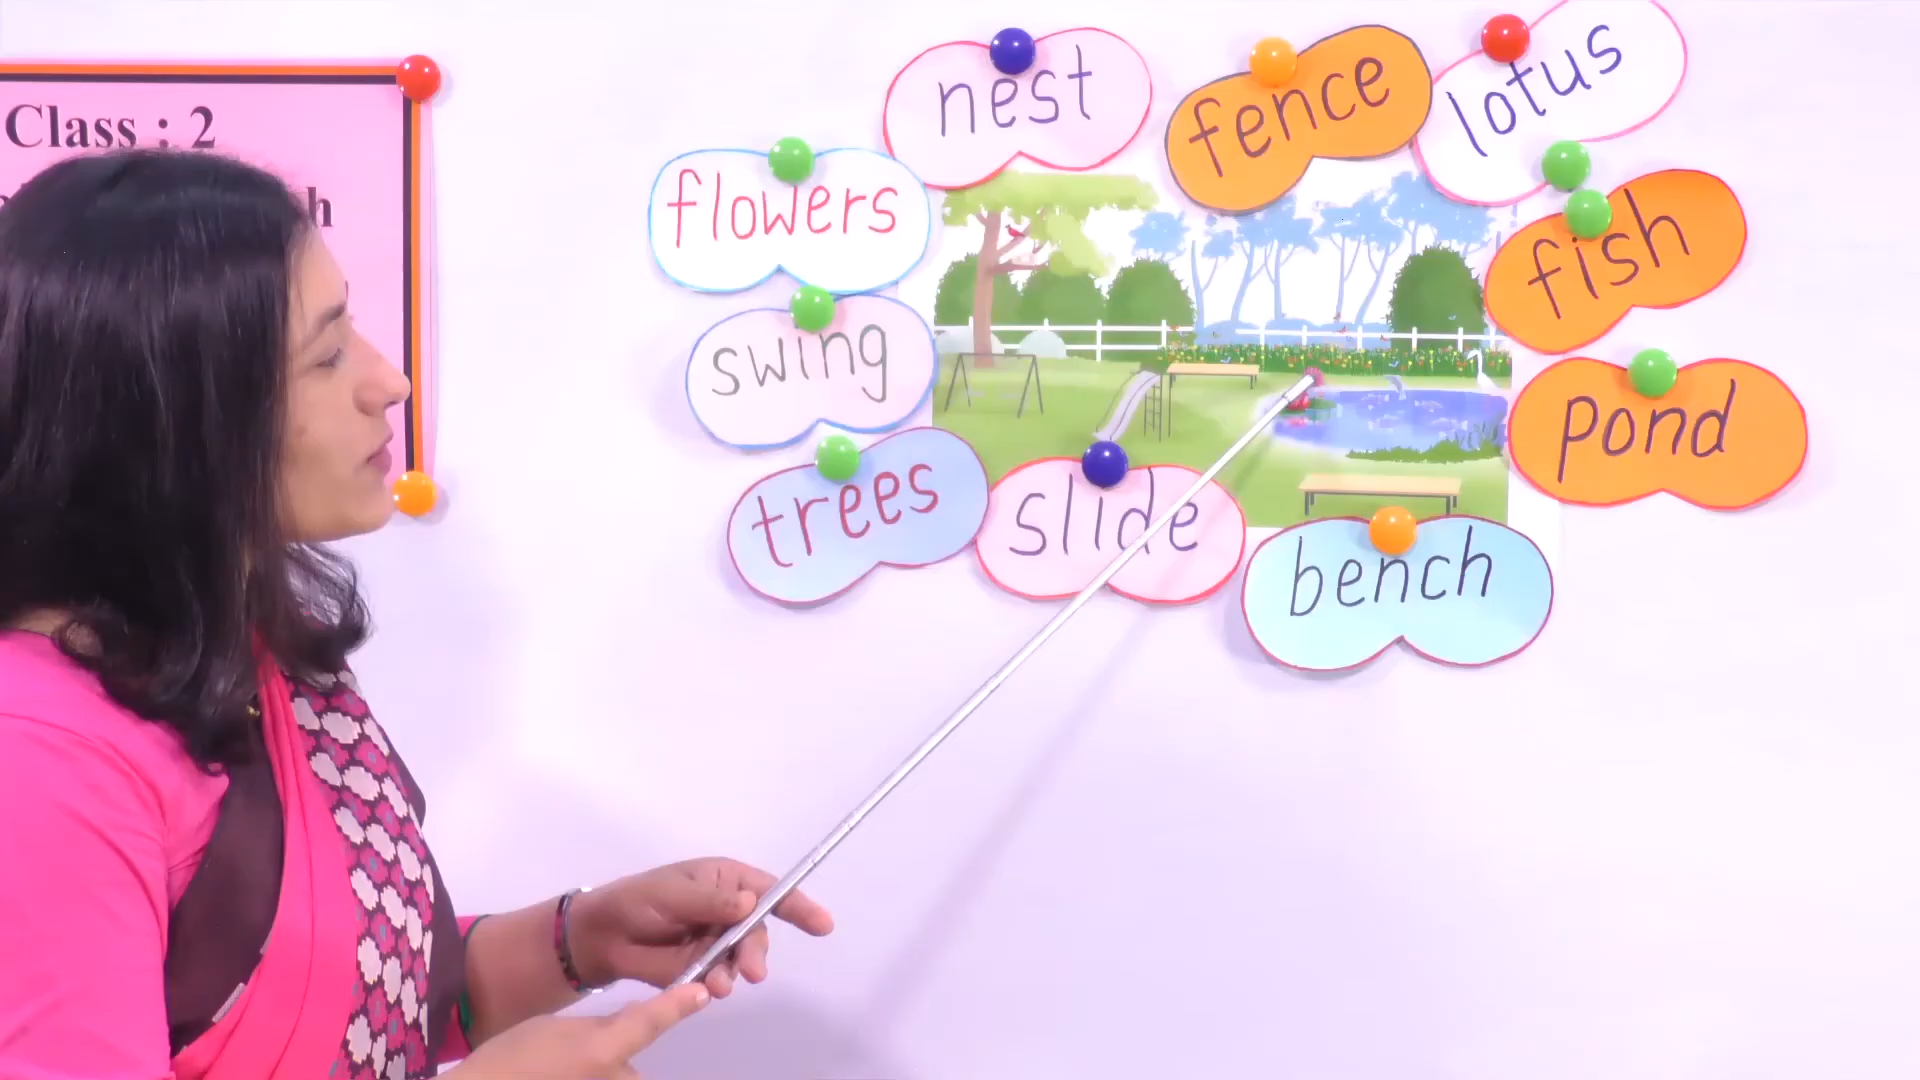 Class : 2
h
nest
fence
lotus
flowers
fish
swing
pond
trees
slide
bench